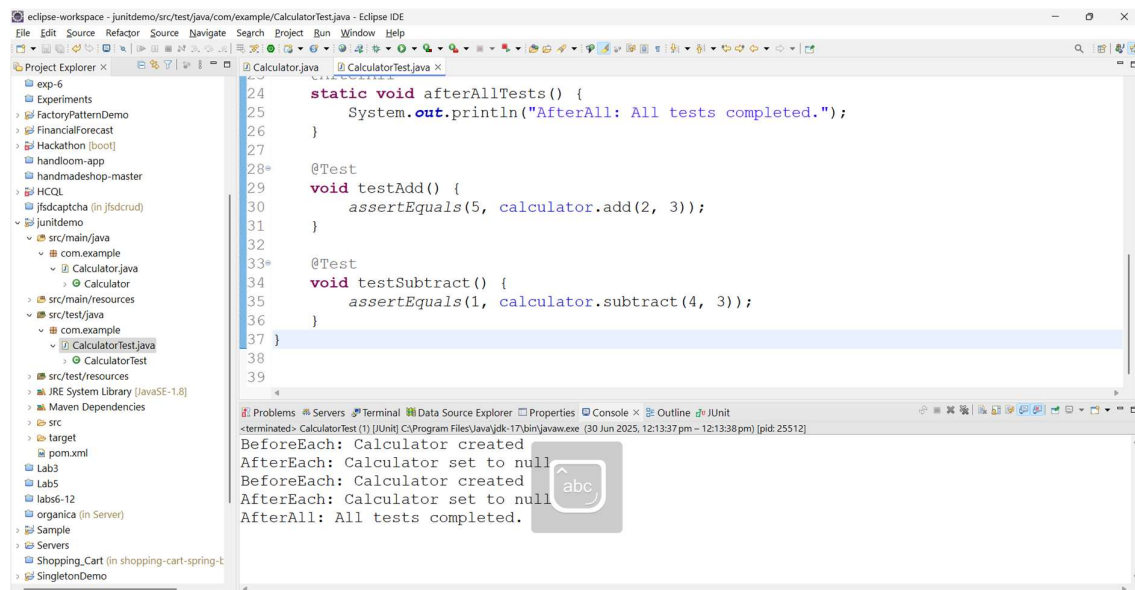 eclipse-workspace - junitdemo/src/test/java/com/example/CalculatorTest.java - Eclipse IDE
File Edit Source Refactor Source Navigate Search Project Run Window Help
Project Explorer ×
exp-6
Experiments
FactoryPatternDemo
FinancialForecast
Hackathon [boot]
handloom-app
handmadeshop-master
HCQL
jfsdcaptcha (in jfsdcrud)
junitdemo
src/main/java
com.example
Calculator.java
Calculator
src/main/resources
src/test/java
com.example
CalculatorTest.java
CalculatorTest
src/test/resources
JRE System Library [JavaSE-1.8]
Maven Dependencies
src
target
pom.xml
Lab3
Lab5
labs6-12
organica (in Server)
Sample
Servers
Shopping_Cart (in shopping-cart-spring-b
SingletonDemo
Calculator.java CalculatorTest.java ×
24 static void afterAllTests() {
25 System.out.println("AfterAll: All tests completed.");
26 }
27
28 @Test
29 void testAdd() {
30 assertEquals(5, calculator.add(2, 3));
31 }
32
33 @Test
34 void testSubtract() {
35 assertEquals(1, calculator.subtract(4, 3));
36 }
37 }
38
39
Problems Servers Terminal Data Source Explorer Properties Console × Outline JUnit
<terminated> CalculatorTest (1) [JUnit] C:\Program Files\Java\jdk-17\bin\javaw.exe (30 Jun 2025, 12:13:37 pm – 12:13:38 pm) [pid: 25512]
BeforeEach: Calculator created
AfterEach: Calculator set to null
BeforeEach: Calculator created
AfterEach: Calculator set to null
AfterAll: All tests completed.
abc